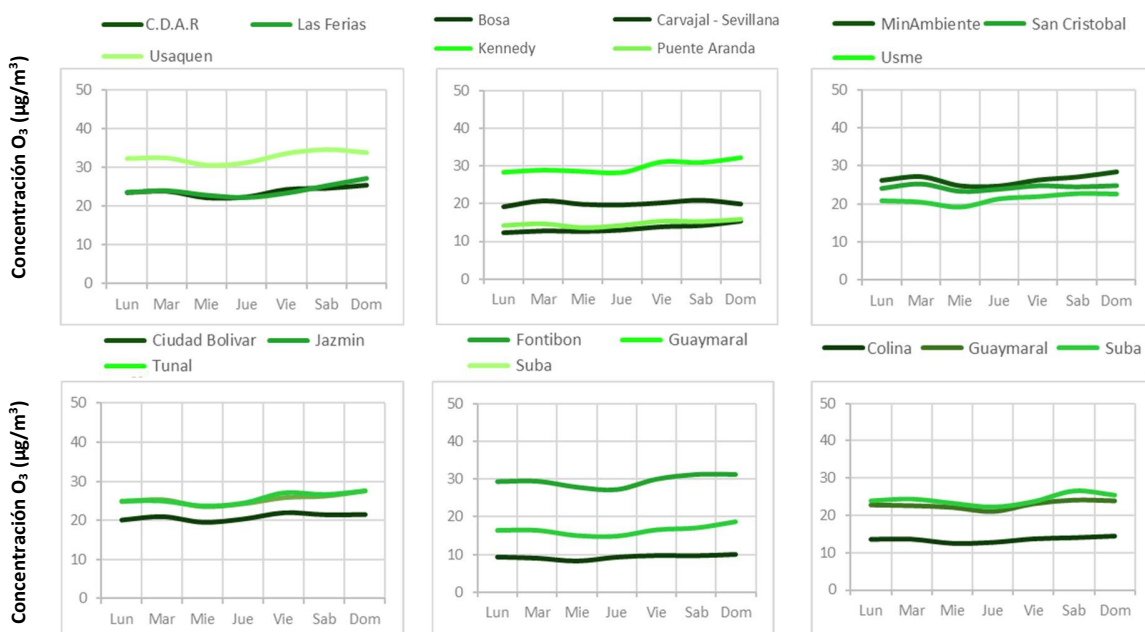 C.D.A.R Las Ferias
Usaquen
Concentración O₃ (µg/m³)
50
40
30
20
10
0
Lun Mar Mie Jue Vie Sab Dom
Bosa Carvajal - Sevillana
Kennedy Puente Aranda
50
40
30
20
10
0
Lun Mar Mie Jue Vie Sab Dom
MinAmbiente San Cristobal
Usme
50
40
30
20
10
0
Lun Mar Mie Jue Vie Sab Dom
Ciudad Bolivar Jazmin
Tunal
Concentración O₃ (µg/m³)
50
40
30
20
10
0
Lun Mar Mie Jue Vie Sab Dom
Fontibon Guaymaral
Suba
50
40
30
20
10
0
Lun Mar Mie Jue Vie Sab Dom
Colina Guaymaral Suba
50
40
30
20
10
0
Lun Mar Mie Jue Vie Sab Dom